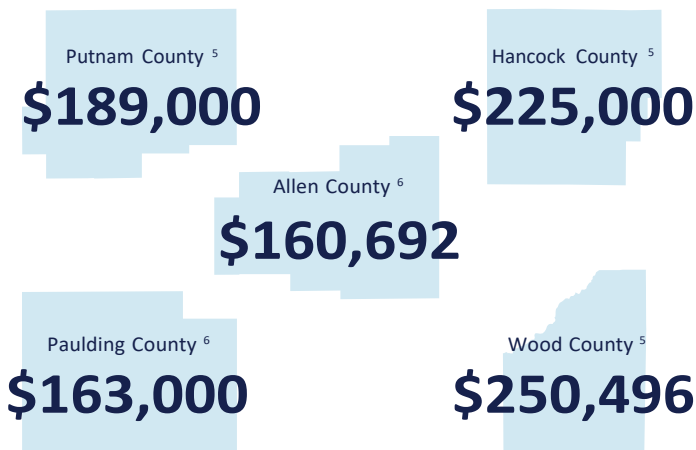 Putnam County 5
$189,000
Hancock County 5
$225,000
Allen County 6
$160,692
Paulding County 6
$163,000
Wood County 5
$250,496